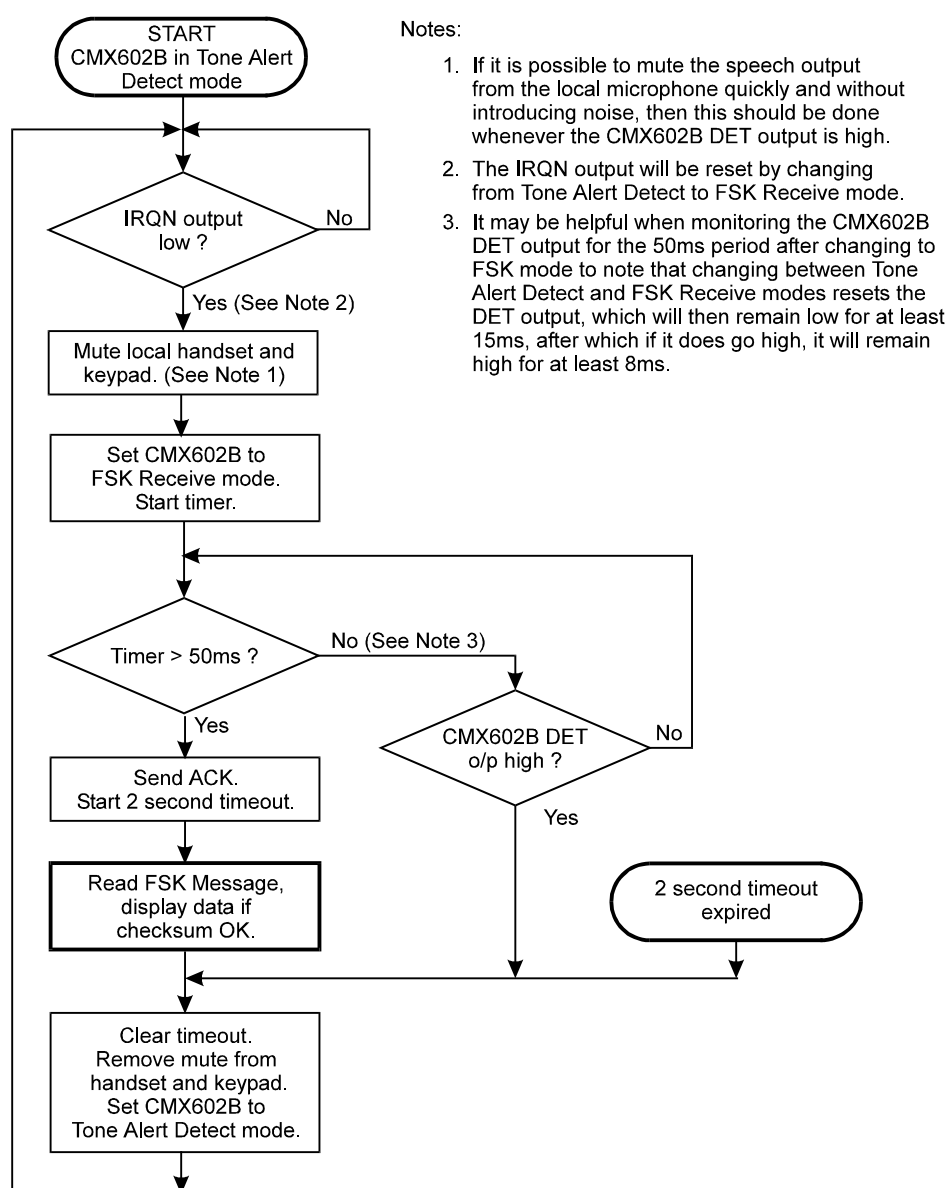 START
CMX602B in Tone Alert
Detect mode
Notes:
1. If it is possible to mute the speech output
from the local microphone quickly and without
introducing noise, then this should be done
whenever the CMX602B DET output is high.
2. The IRQN output will be reset by changing
from Tone Alert Detect to FSK Receive mode.
3. It may be helpful when monitoring the CMX602B
DET output for the 50ms period after changing to
FSK mode to note that changing between Tone
Alert Detect and FSK Receive modes resets the
DET output, which will then remain low for at least
15ms, after which if it does go high, it will remain
high for at least 8ms.
IRQN output
low ?
No
Yes (See Note 2)
Mute local handset and
keypad. (See Note 1)
Set CMX602B to
FSK Receive mode.
Start timer.
Timer > 50ms ?
No (See Note 3)
Yes
CMX602B DET
o/p high ?
No
Yes
Send ACK.
Start 2 second timeout.
Read FSK Message,
display data if
checksum OK.
2 second timeout
expired
Clear timeout.
Remove mute from
handset and keypad.
Set CMX602B to
Tone Alert Detect mode.